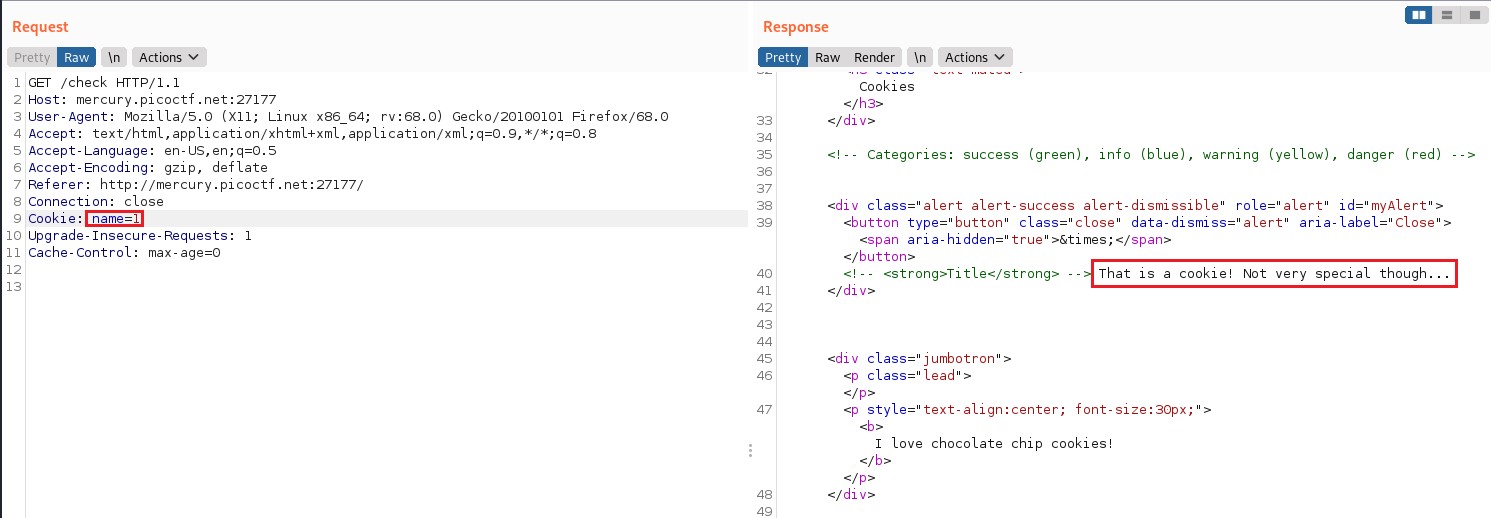 Request
Pretty Raw \n Actions
1 GET /check HTTP/1.1
2 Host: mercury.picoctf.net:27177
3 User-Agent: Mozilla/5.0 (X11; Linux x86_64; rv:68.0) Gecko/20100101 Firefox/68.0
4 Accept: text/html,application/xhtml+xml,application/xml;q=0.9,*/*;q=0.8
5 Accept-Language: en-US,en;q=0.5
6 Accept-Encoding: gzip, deflate
7 Referer: http://mercury.picoctf.net:27177/
8 Connection: close
9 Cookie: name=1
10 Upgrade-Insecure-Requests: 1
11 Cache-Control: max-age=0
12
13
Response
Pretty Raw Render \n Actions
Cookies
</h3>
33 </div>
34
35 <!-- Categories: success (green), info (blue), warning (yellow), danger (red) -->
36
37
38 <div class="alert alert-success alert-dismissible" role="alert" id="myAlert">
39 <button type="button" class="close" data-dismiss="alert" aria-label="Close">
<span aria-hidden="true">&times;</span>
</button>
40 <!-- <strong>Title</strong> --> That is a cookie! Not very special though...
41 </div>
42
43
44
45 <div class="jumbotron">
46 <p class="lead">
</p>
47 <p style="text-align:center; font-size:30px;">
<b>
I love chocolate chip cookies!
</b>
</p>
48 </div>
49